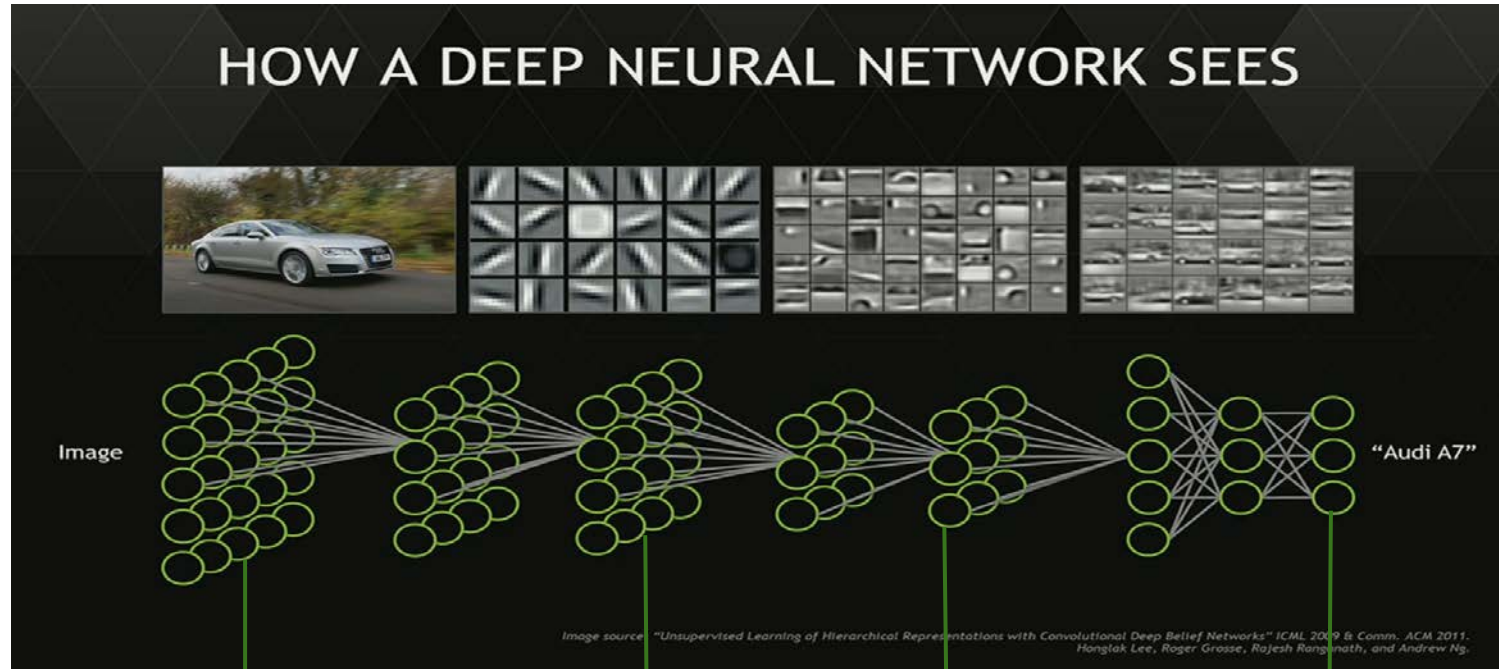 HOW A DEEP NEURAL NETWORK SEES
Image
“Audi A7”
Image source: “Unsupervised Learning of Hierarchical Representations with Convolutional Deep Belief Networks” ICML 2009 & Comm. ACM 2011.
Honglak Lee, Roger Grosse, Rajesh Ranganath, and Andrew Ng.